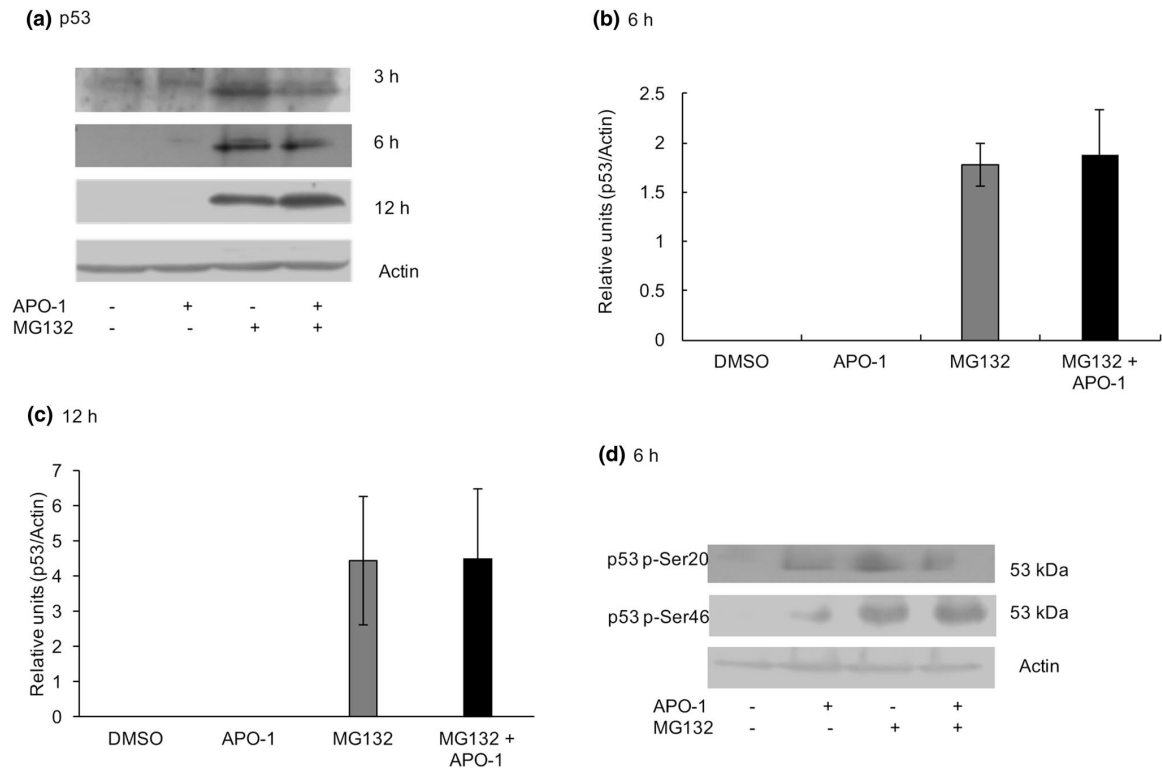 (a) p53
3 h
6 h
12 h
Actin
APO-1 - + - +
MG132 - - + +
(b) 6 h
Relative units (p53/Actin)
2.5
2
1.5
1
0.5
0
DMSO APO-1 MG132 MG132 +
APO-1
(c) 12 h
Relative units (p53/Actin)
7
6
5
4
3
2
1
0
DMSO APO-1 MG132 MG132 +
APO-1
(d) 6 h
p53 p-Ser20 53 kDa
p53 p-Ser46 53 kDa
Actin
APO-1 - + - +
MG132 - - + +